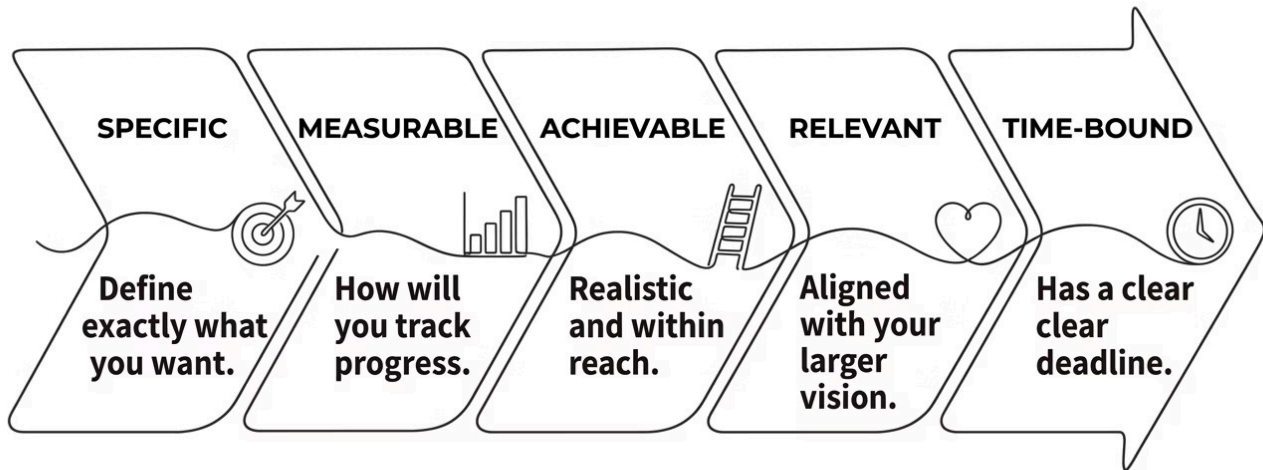 SPECIFIC
Define
exactly what
you want.
MEASURABLE
How will
you track
progress.
ACHIEVABLE
Realistic
and within
reach.
RELEVANT
Aligned
with your
larger
vision.
TIME-BOUND
Has a clear
clear
deadline.